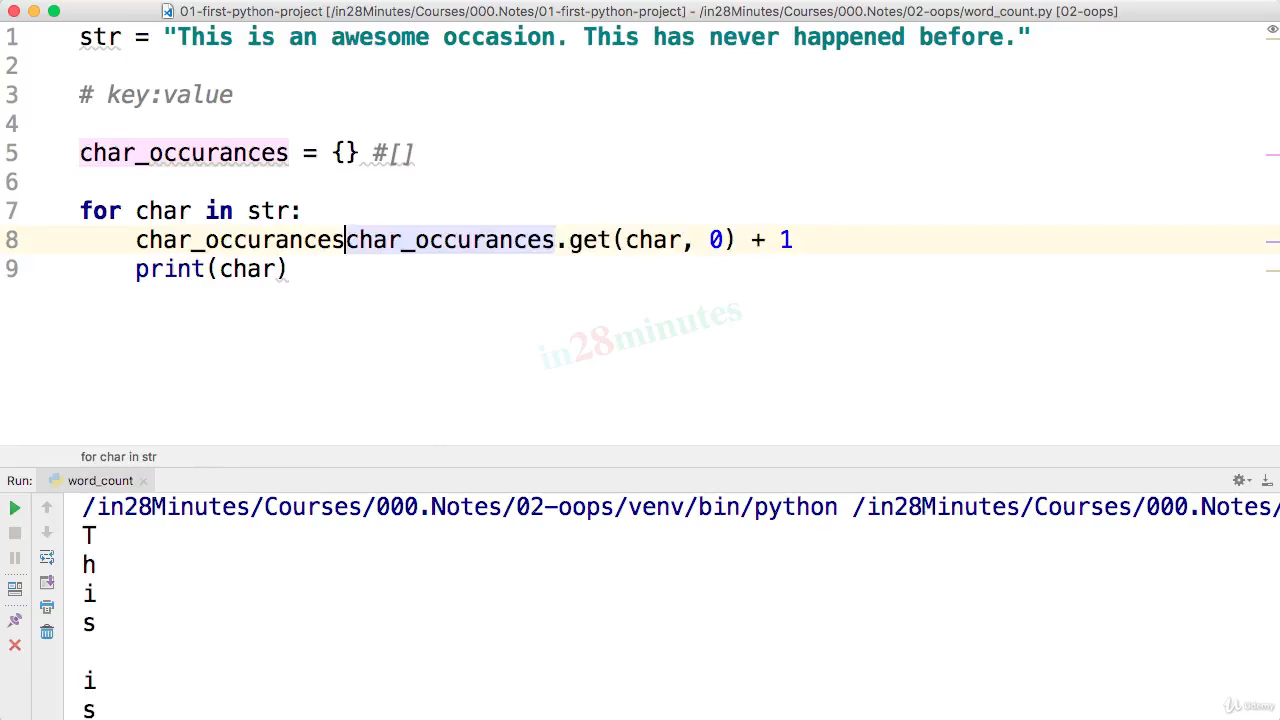 01-first-python-project [/in28Minutes/Courses/000.Notes/01-first-python-project] - /in28Minutes/Courses/000.Notes/02-oops/word_count.py [02-oops]
1 str = "This is an awesome occasion. This has never happened before."
2
3 # key:value
4
5 char_occurances = {} #[]
6
7 for char in str:
8 char_occuranceschar_occurances.get(char, 0) + 1
9 print(char)
in28minutes
for char in str
Run: word_count
/in28Minutes/Courses/000.Notes/02-oops/venv/bin/python /in28Minutes/Courses/000.Notes/
T
h
i
s
i
s
Udemy